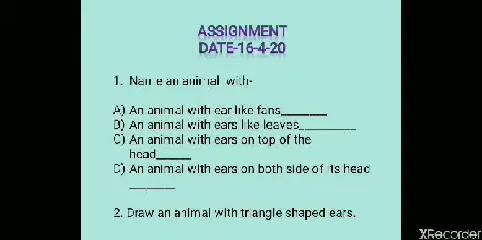 ASSIGNMENT
DATE-16-4-20
1. Name an animal with-
A) An animal with ear like fans________
B) An animal with ears like leaves__________
C) An animal with ears on top of the
head______
D) An animal with ears on both side of its head
________
2. Draw an animal with triangle shaped ears.
XRecorder